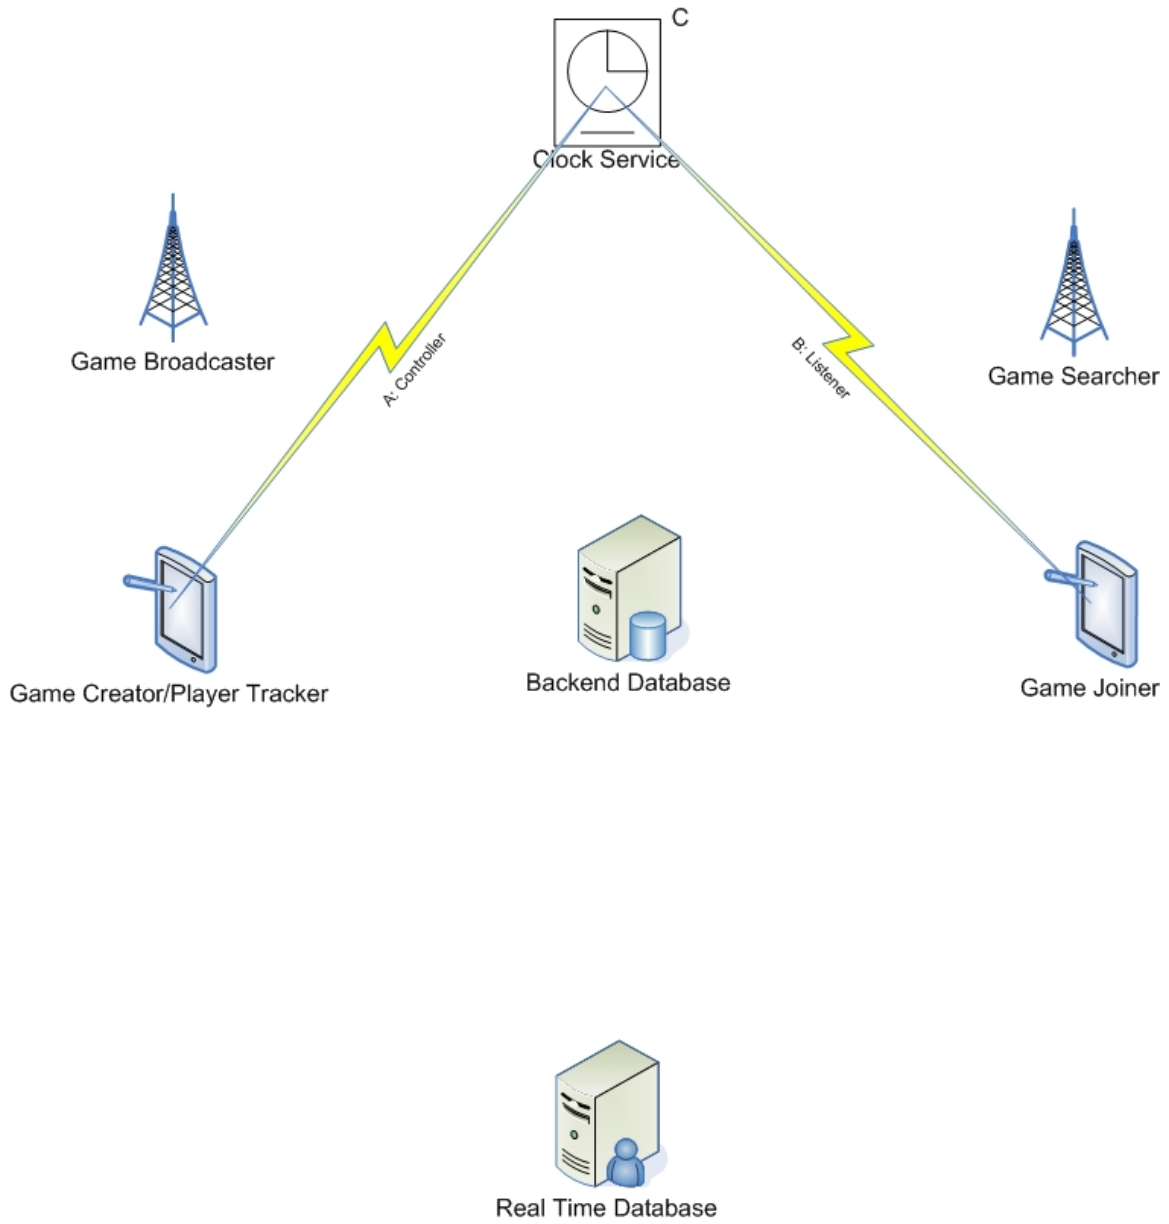 C
Clock Service
Game Broadcaster
A: Controller
B: Listener
Game Searcher
Game Creator/Player Tracker
Backend Database
Game Joiner
Real Time Database